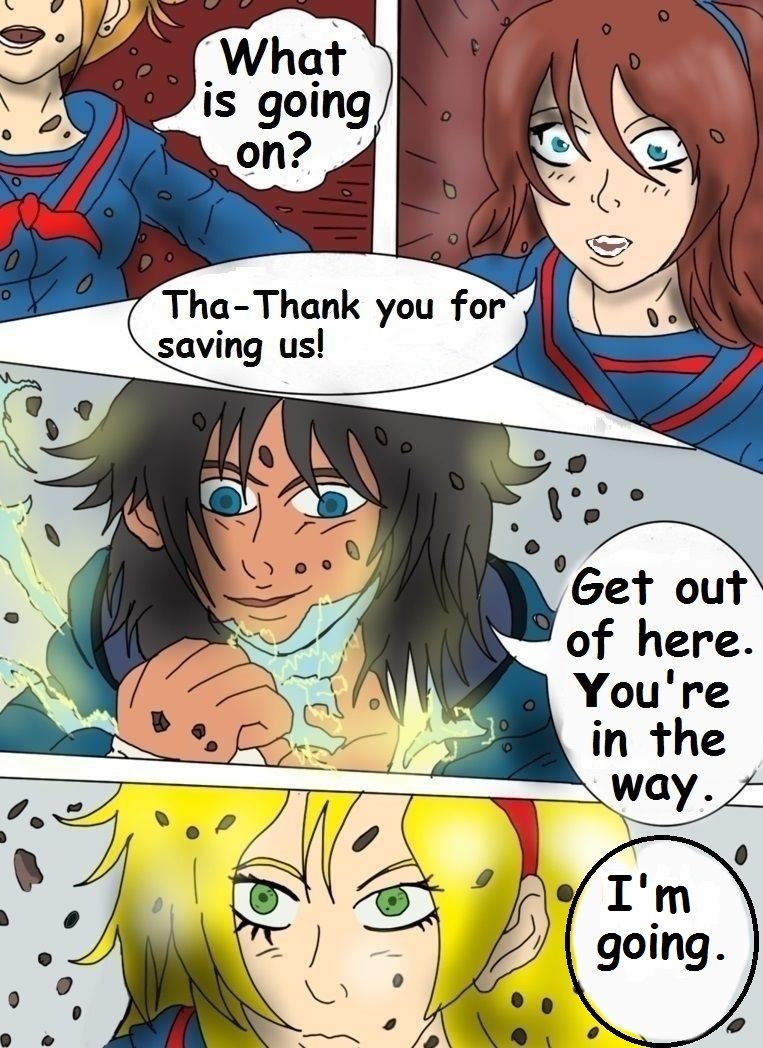 What
is going
on?
Tha-Thank you for
saving us!
Get out
of here.
You're
in the
way.
I'm
going.